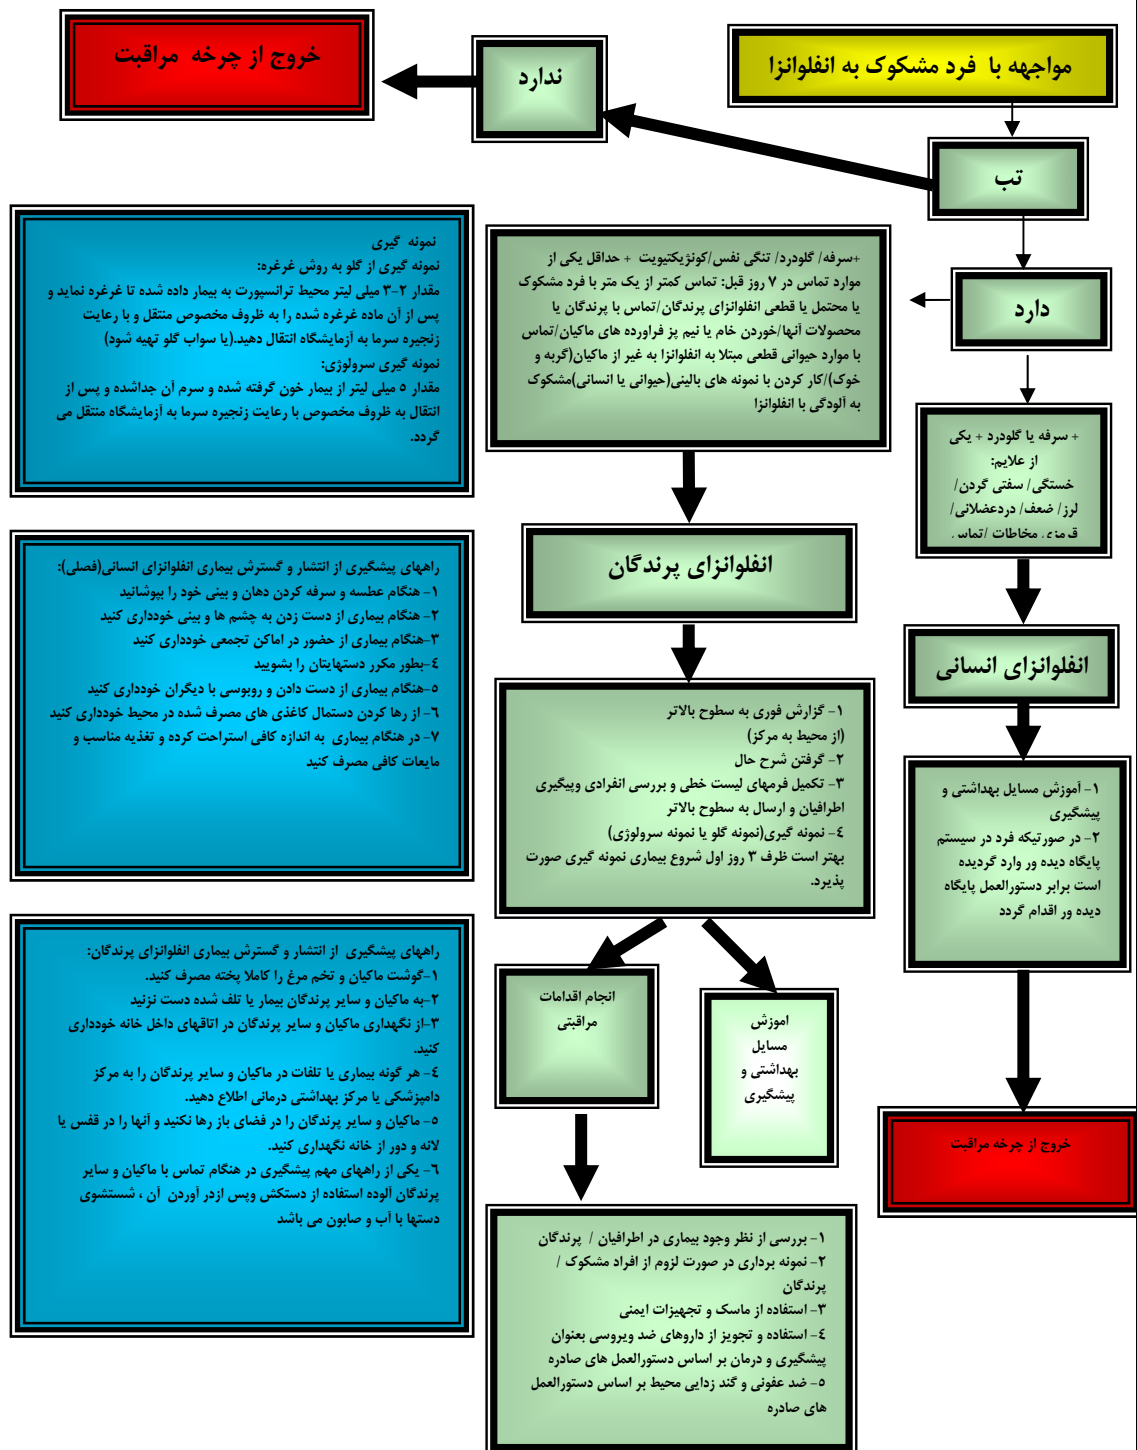 مواجهه با فرد مشکوک به انفلوانزا
تب
ندارد
خروج از چرخه مراقبت
دارد
+ سرفه یا گلودرد + یکی
از علایم:
خستگی/ سفتی گردن/
لرز/ ضعف/ دردعضلانی/
قرمزی مخاطات /تماس
انفلوانزای انسانی
۱- آموزش مسایل بهداشتی و
پیشگیری
۲- در صورتیکه فرد در سیستم
پایگاه دیده ور وارد گردیده
است برابر دستورالعمل پایگاه
دیده ور اقدام گردد
خروج از چرخه مراقبت
+سرفه/ گلودرد/ تنگی نفس/کونژیکتیویت + حداقل یکی از
موارد تماس در ۷ روز قبل: تماس کمتر از یک متر با فرد مشکوک
یا محتمل یا قطعی انفلوانزای پرندگان/تماس با پرندگان یا
محصولات آنها/خوردن خام یا نیم پز فراورده های ماکیان/تماس
با موارد حیوانی قطعی مبتلا به انفلوانزا به غیر از ماکیان(گربه و
خوک)/کار کردن با نمونه های بالینی(حیوانی یا انسانی)مشکوک
به آلودگی با انفلوانزا
انفلوانزای پرندگان
۱- گزارش فوری به سطوح بالاتر
(از محیط به مرکز)
۲- گرفتن شرح حال
۳- تکمیل فرمهای لیست خطی و بررسی انفرادی وپیگیری
اطرافیان و ارسال به سطوح بالاتر
٤- نمونه گیری(نمونه گلو یا نمونه سرولوژی)
بهتر است ظرف ۳ روز اول شروع بیماری نمونه گیری صورت
پذیرد.
اموزش
مسایل
بهداشتی و
پیشگیری
انجام اقدامات
مراقبتی
۱- بررسی از نظر وجود بیماری در اطرافیان / پرندگان
۲- نمونه برداری در صورت لزوم از افراد مشکوک /
پرندگان
۳- استفاده از ماسک و تجهیزات ایمنی
٤- استفاده و تجویز از داروهای ضد ویروسی بعنوان
پیشگیری و درمان بر اساس دستورالعمل های صادره
٥- ضد عفونی و گند زدایی محیط بر اساس دستورالعمل
های صادره
نمونه گیری
نمونه گیری از گلو به روش غرغره:
مقدار ۲-۳ میلی لیتر محیط ترانسپورت به بیمار داده شده تا غرغره نماید و
پس از آن ماده غرغره شده را به ظروف مخصوص منتقل و با رعایت
زنجیره سرما به آزمایشگاه انتقال دهید.(یا سواب گلو تهیه شود)
نمونه گیری سرولوژی:
مقدار ٥ میلی لیتر از بیمار خون گرفته شده و سرم آن جداشده و پس از
انتقال به ظروف مخصوص با رعایت زنجیره سرما به آزمایشگاه منتقل می
گردد.
راههای پیشگیری از انتشار و گسترش بیماری انفلوانزای انسانی(فصلی):
۱- هنگام عطسه و سرفه کردن دهان و بینی خود را بپوشانید
۲- هنگام بیماری از دست زدن به چشم ها و بینی خودداری کنید
۳-هنگام بیماری از حضور در اماکن تجمعی خودداری کنید
٤-بطور مکرر دستهایتان را بشویید
٥-هنگام بیماری از دست دادن و روبوسی با دیگران خودداری کنید
٦- از رها کردن دستمال کاغذی های مصرف شده در محیط خودداری کنید
۷- در هنگام بیماری به اندازه کافی استراحت کرده و تغذیه مناسب و
مایعات کافی مصرف کنید
راههای پیشگیری از انتشار و گسترش بیماری انفلوانزای پرندگان:
۱-گوشت ماکیان و تخم مرغ را کاملا پخته مصرف کنید.
۲-به ماکیان و سایر پرندگان بیمار یا تلف شده دست نزنید
۳-از نگهداری ماکیان و سایر پرندگان در اتاقهای داخل خانه خودداری
کنید.
٤- هر گونه بیماری یا تلفات در ماکیان و سایر پرندگان را به مرکز
دامپزشکی یا مرکز بهداشتی درمانی اطلاع دهید.
٥- ماکیان و سایر پرندگان را در فضای باز رها نکنید و آنها را در قفس یا
لانه و دور از خانه نگهداری کنید.
٦- یکی از راههای مهم پیشگیری در هنگام تماس با ماکیان و سایر
پرندگان آلوده استفاده از دستکش وپس ازدر آوردن آن ، شستشوی
دستها با آب و صابون می باشد